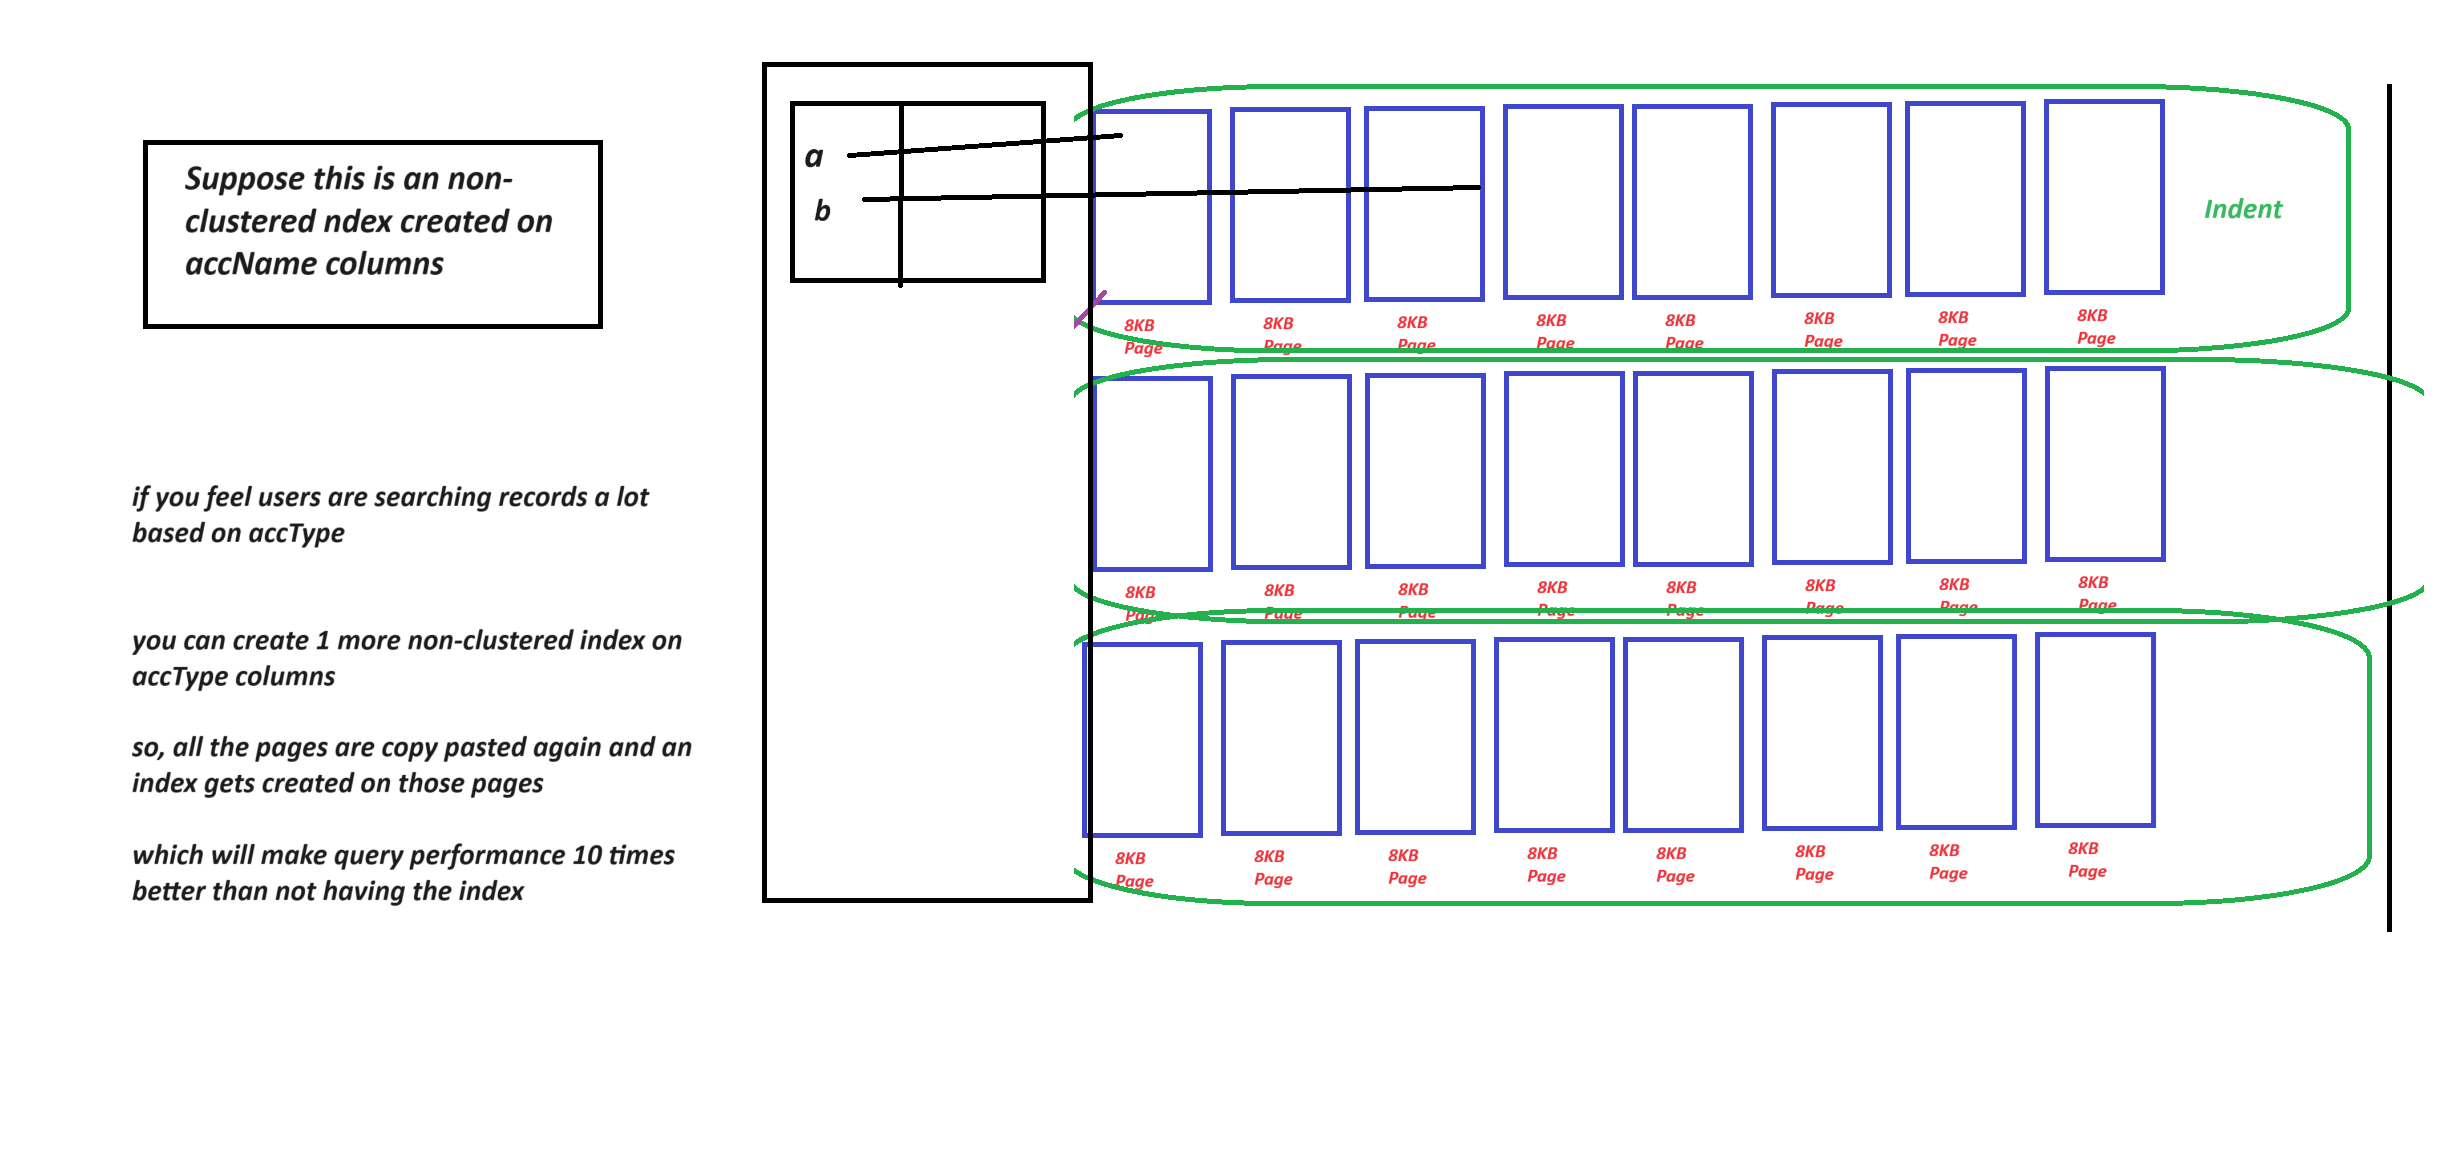 Suppose this is an non-
clustered ndex created on
accName columns
if you feel users are searching records a lot
based on accType
you can create 1 more non-clustered index on
accType columns
so, all the pages are copy pasted again and an
index gets created on those pages
which will make query performance 10 times
better than not having the index
a
b
Indent
8KB
Page
8KB
Page
8KB
Page
8KB
Page
8KB
Page
8KB
Page
8KB
Page
8KB
Page
8KB
Page
8KB
Page
8KB
Page
8KB
Page
8KB
Page
8KB
Page
8KB
Page
8KB
Page
8KB
Page
8KB
Page
8KB
Page
8KB
Page
8KB
Page
8KB
Page
8KB
Page
8KB
Page